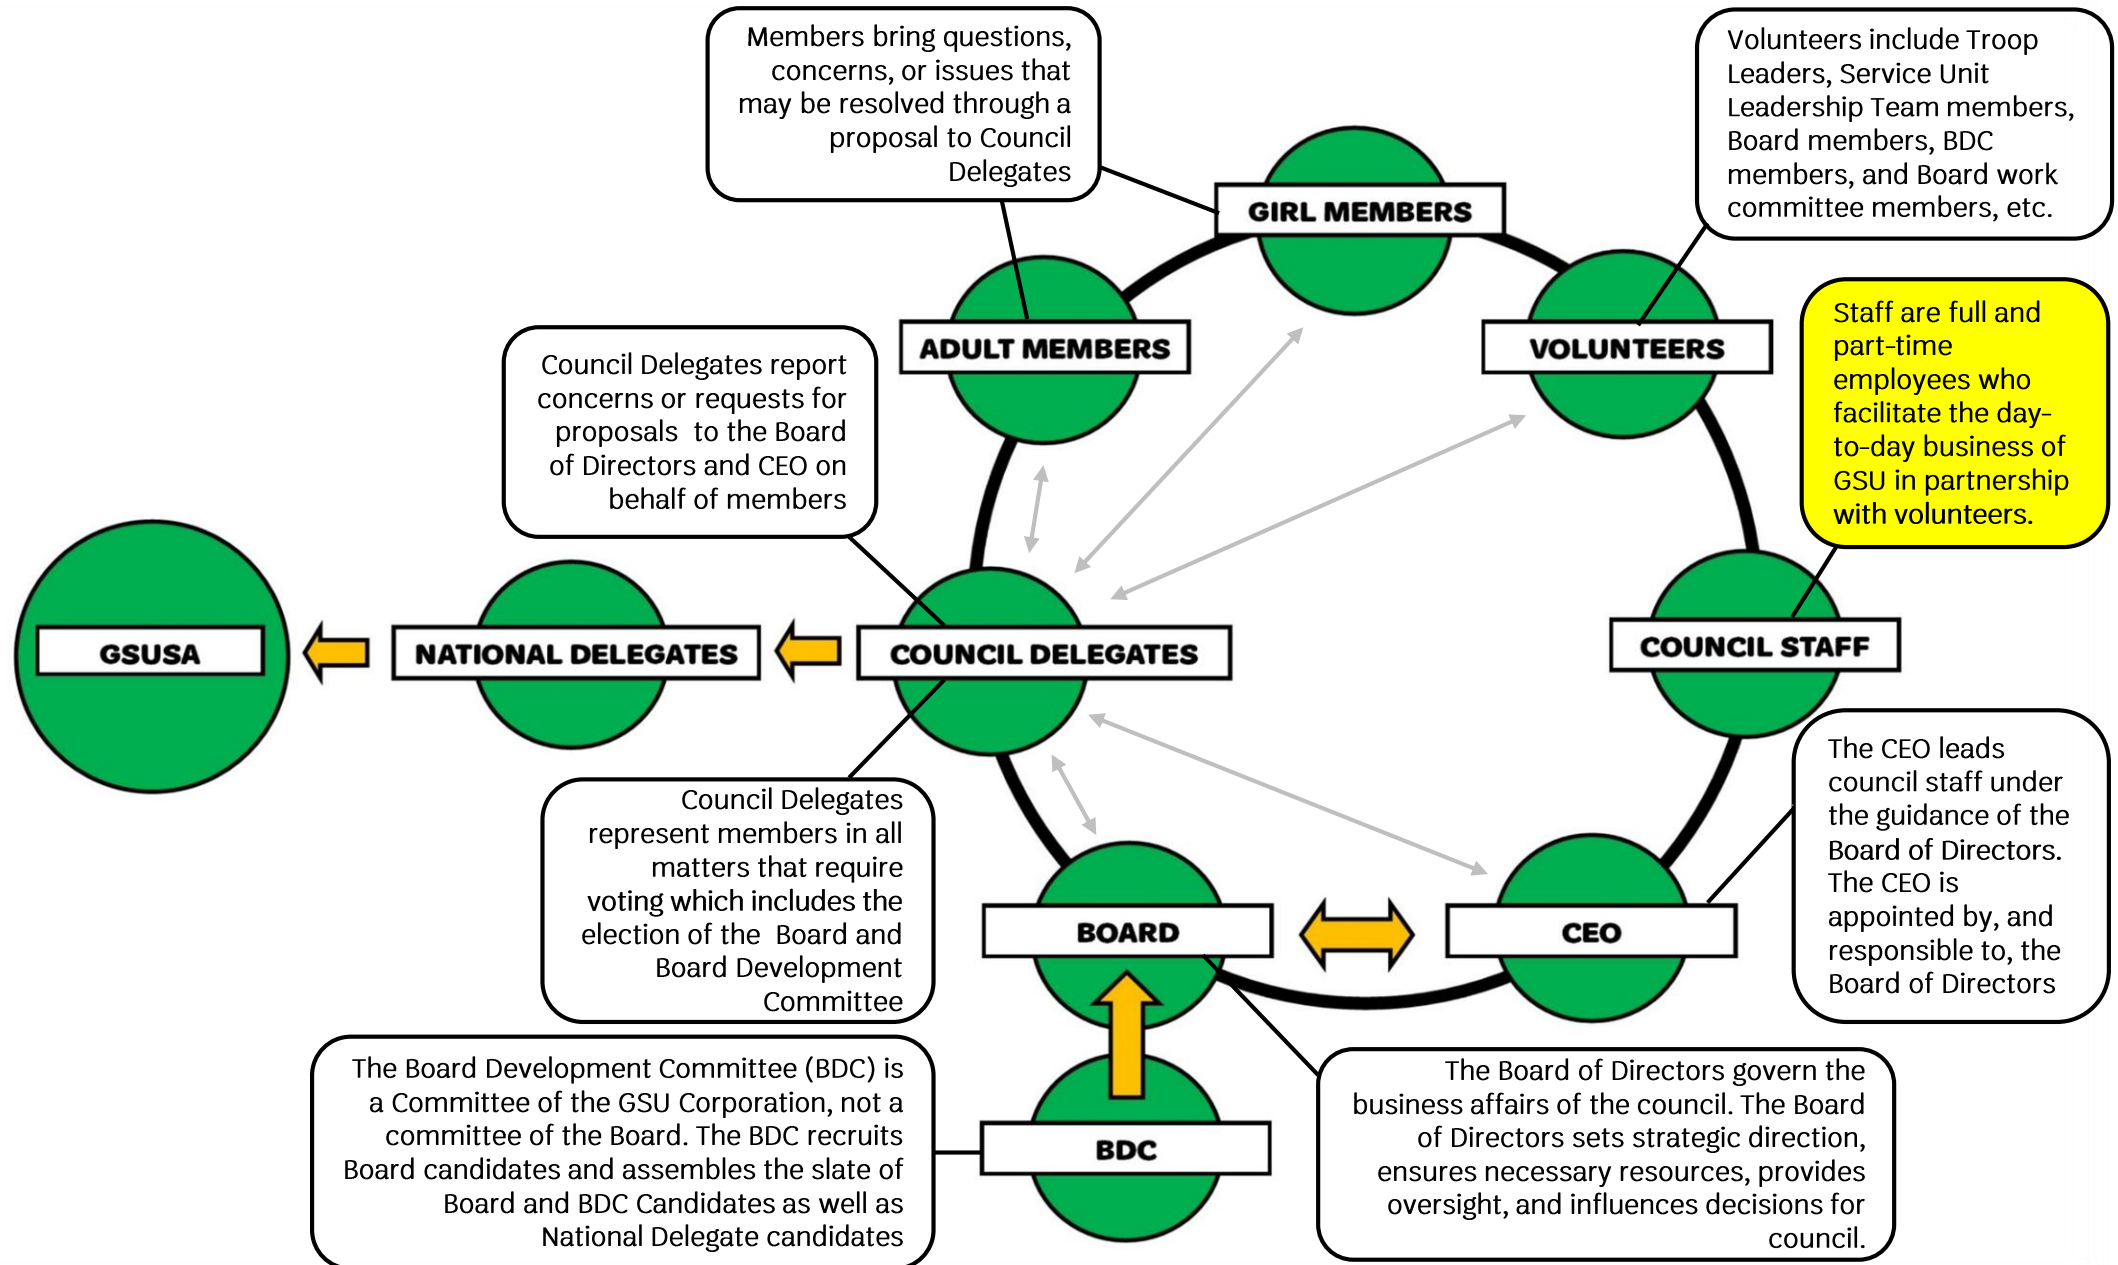 Members bring questions,
concerns, or issues that
may be resolved through a
proposal to Council
Delegates
Volunteers include Troop
Leaders, Service Unit
Leadership Team members,
Board members, BDC
members, and Board work
committee members, etc.
GIRL MEMBERS
ADULT MEMBERS
VOLUNTEERS
Staff are full and
part-time
employees who
facilitate the day-
to-day business of
GSU in partnership
with volunteers.
Council Delegates report
concerns or requests for
proposals  to the Board
of Directors and CEO on
behalf of members
GSUSA
NATIONAL DELEGATES
COUNCIL DELEGATES
COUNCIL STAFF
The CEO leads
council staff under
the guidance of the
Board of Directors.
The CEO is
appointed by, and
responsible to, the
Board of Directors
Council Delegates
represent members in all
matters that require
voting which includes the
election of the  Board and
Board Development
Committee
BOARD
CEO
The Board Development Committee (BDC) is
a Committee of the GSU Corporation, not a
committee of the Board. The BDC recruits
Board candidates and assembles the slate of
Board and BDC Candidates as well as
National Delegate candidates
BDC
The Board of Directors govern the
business affairs of the council. The Board
of Directors sets strategic direction,
ensures necessary resources, provides
oversight, and influences decisions for
council.